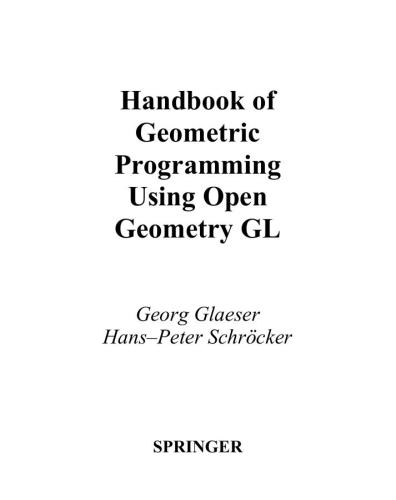 Handbook of
Geometric
Programming
Using Open
Geometry GL
Georg Glaeser
Hans–Peter Schröcker
SPRINGER